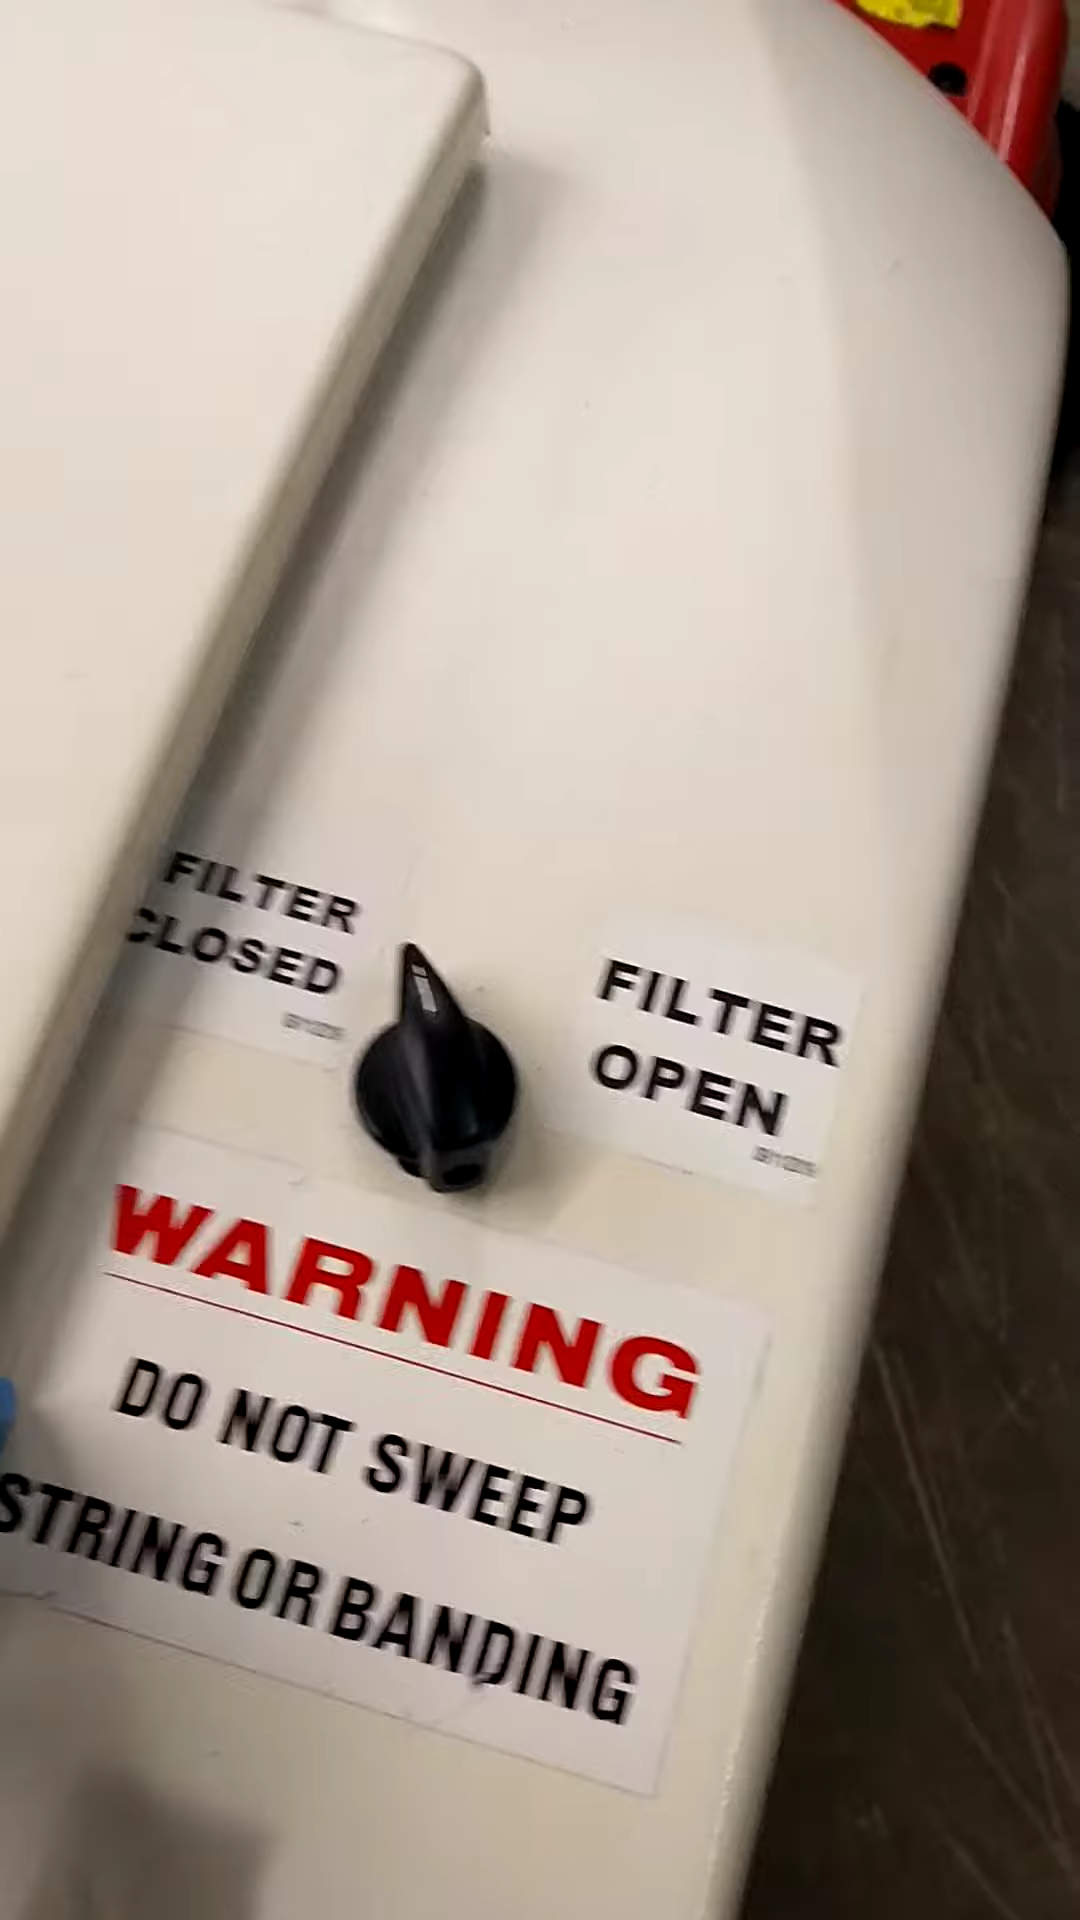 FILTER
CLOSED
FILTER
OPEN
WARNING
DO NOT SWEEP
STRING OR BANDING